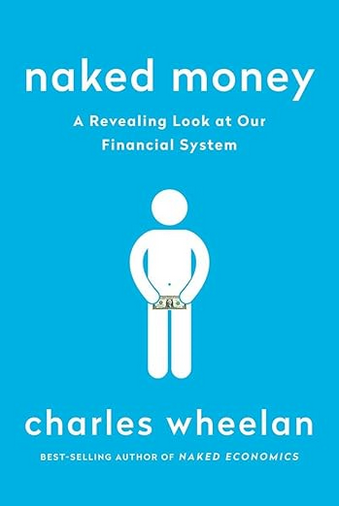 naked money
A Revealing Look at Our
Financial System
charles wheelan
BEST-SELLING AUTHOR OF NAKED ECONOMICS